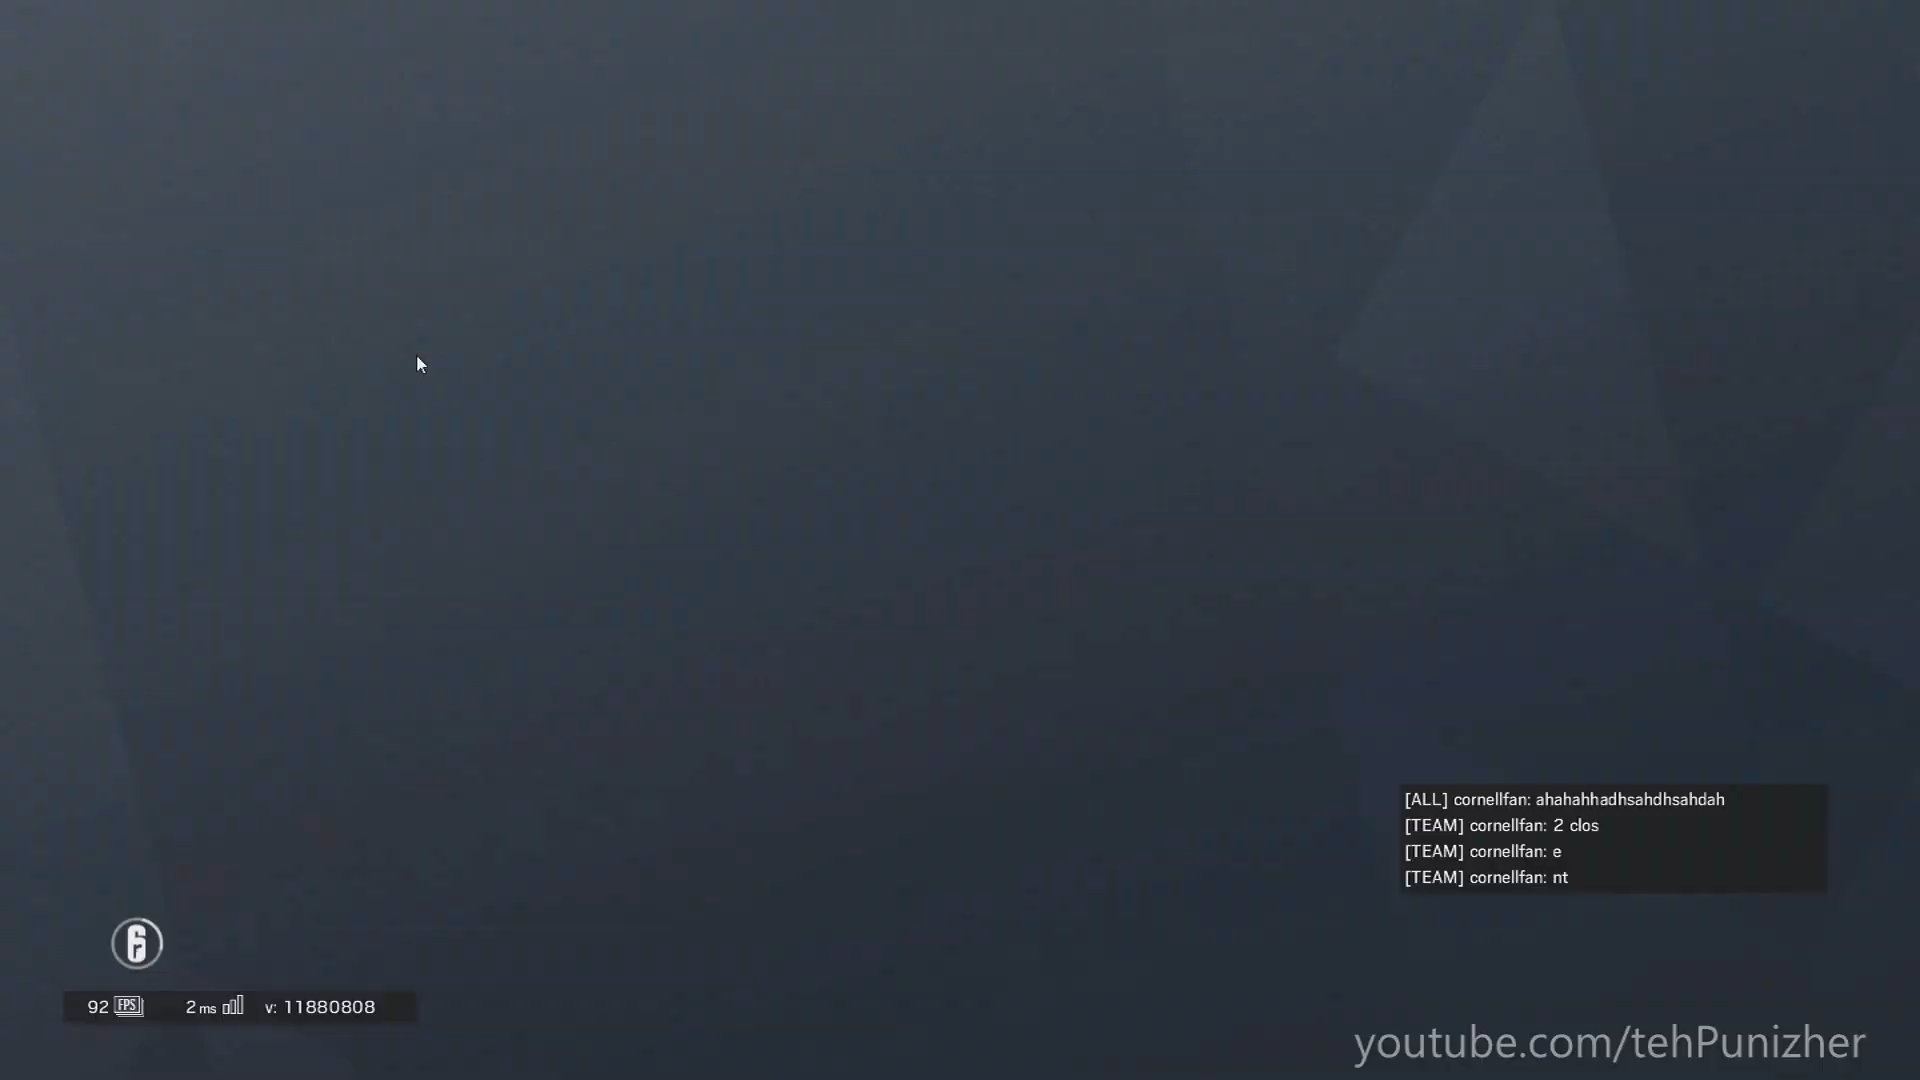 [ALL] cornellfan: ahahahhadhsahdhsahdah
[TEAM] cornellfan: 2 clos
[TEAM] cornellfan: e
[TEAM] cornellfan: nt
6
92 FPS 2 ms v: 11880808
youtube.com/tehPunizher